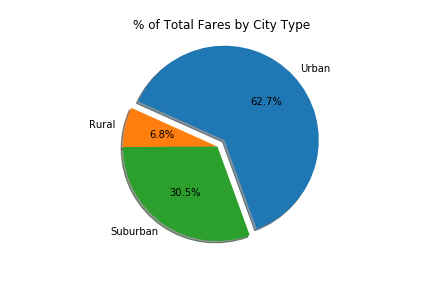 % of Total Fares by City Type
Urban
62.7%
Rural
6.8%
30.5%
Suburban